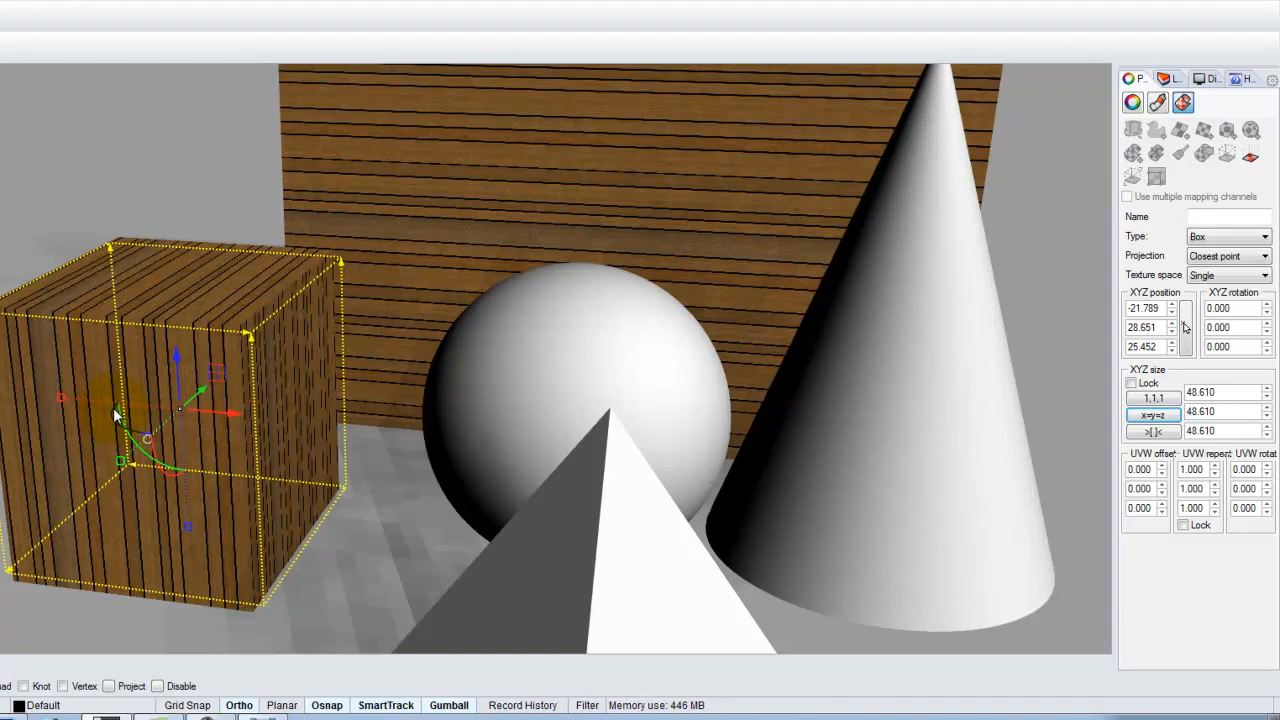 P... L... Di... H...
Use multiple mapping channels
Name
Type: Box
Projection Closest point
Texture space Single
XYZ position XYZ rotation
-21.789 0.000
28.651 0.000
25.452 0.000
XYZ size
Lock
1,1,1 48.610
x=y=z 48.610
>[ ]< 48.610
UVW offset UVW repeat UVW rotat
0.000 1.000 0.000
0.000 1.000 0.000
0.000 1.000 0.000
Lock
Knot Vertex Project Disable
Default Grid Snap Ortho Planar Osnap SmartTrack Gumball Record History Filter Memory use: 446 MB